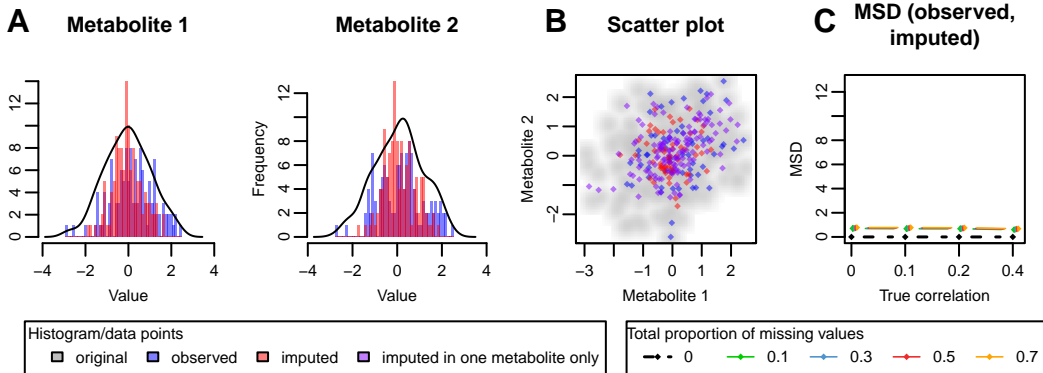 A
Metabolite 1
Metabolite 2
B
Scatter plot
C
MSD (observed,
imputed)
0 2 4 6 8 12
−4 −2 0 2 4
Value
Frequency
0 2 4 6 8 12
−4 −2 0 2 4
Value
Metabolite 2
−2 0 1 2
−3 −1 0 1 2
Metabolite 1
MSD
0 2 4 6 8 12
0 0.1 0.2 0.4
True correlation
Histogram/data points
original observed imputed imputed in one metabolite only
Total proportion of missing values
0 0.1 0.3 0.5 0.7